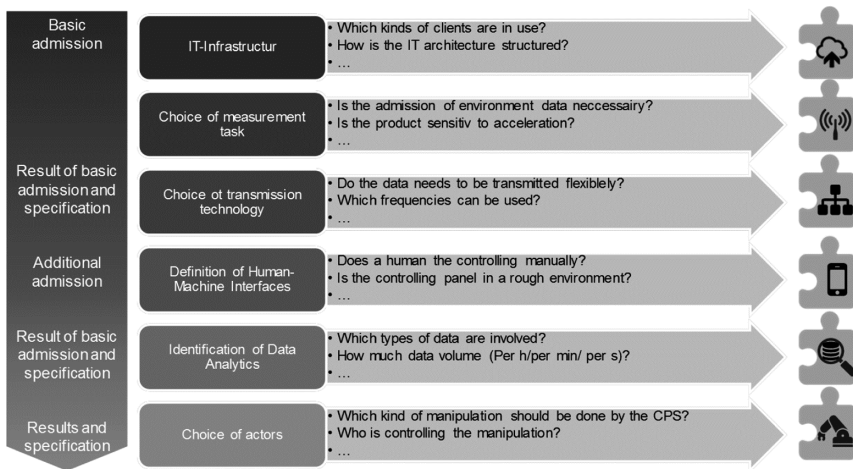 Basic
admission
IT-Infrastructur
• Which kinds of clients are in use?
• How is the IT architecture structured?
• …
Choice of measurement
task
• Is the admission of environment data neccessairy?
• Is the product sensitiv to acceleration?
• …
Result of basic
admission and
specification
Choice ot transmission
technology
• Do the data needs to be transmitted flexiblely?
• Which frequencies can be used?
• …
Additional
admission
Definition of Human-
Machine Interfaces
• Does a human the controlling manually?
• Is the controlling panel in a rough environment?
• …
Result of basic
admission and
specification
Identification of Data
Analytics
• Which types of data are involved?
• How much data volume (Per h/per min/ per s)?
• …
Results and
specification
Choice of actors
• Which kind of manipulation should be done by the CPS?
• Who is controlling the manipulation?
• …